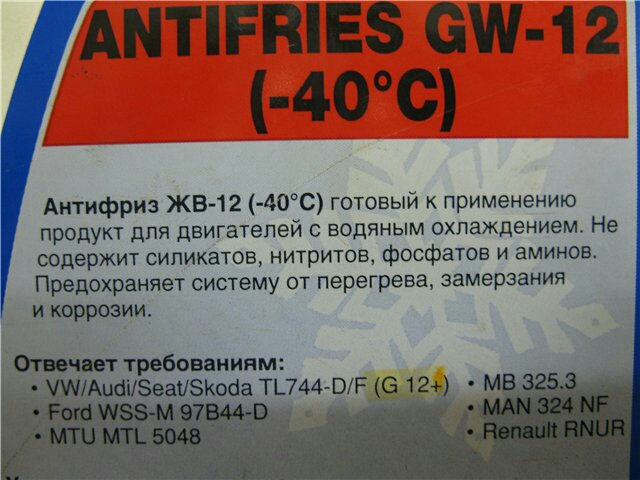 ANTIFRIES GW-12
(-40°C)
Антифриз ЖВ-12 (-40°C) готовый к применению
продукт для двигателей с водяным охлаждением. Не
содержит силикатов, нитритов, фосфатов и аминов.
Предохраняет систему от перегрева, замерзания
и коррозии.
Отвечает требованиям:
• VW/Audi/Seat/Skoda TL744-D/F (G 12+)
• Ford WSS-M 97B44-D
• MTU MTL 5048
• MB 325.3
• MAN 324 NF
• Renault RNUR